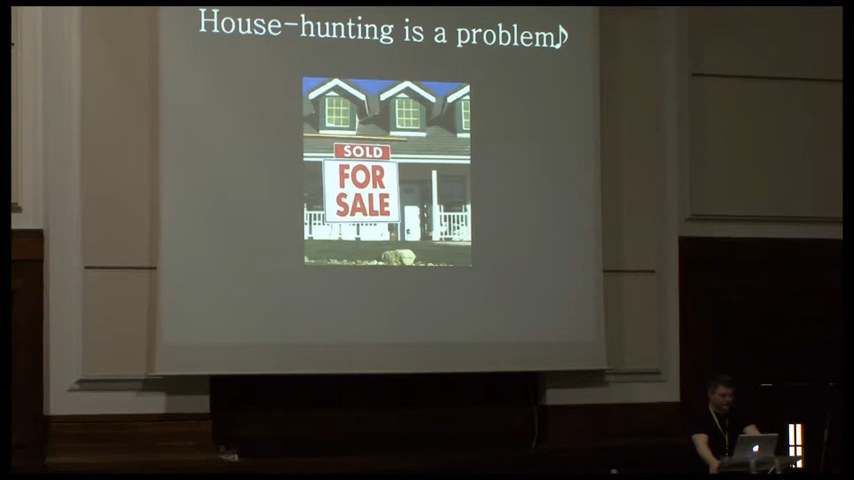 House-hunting is a problem♪
SOLD
FOR
SALE